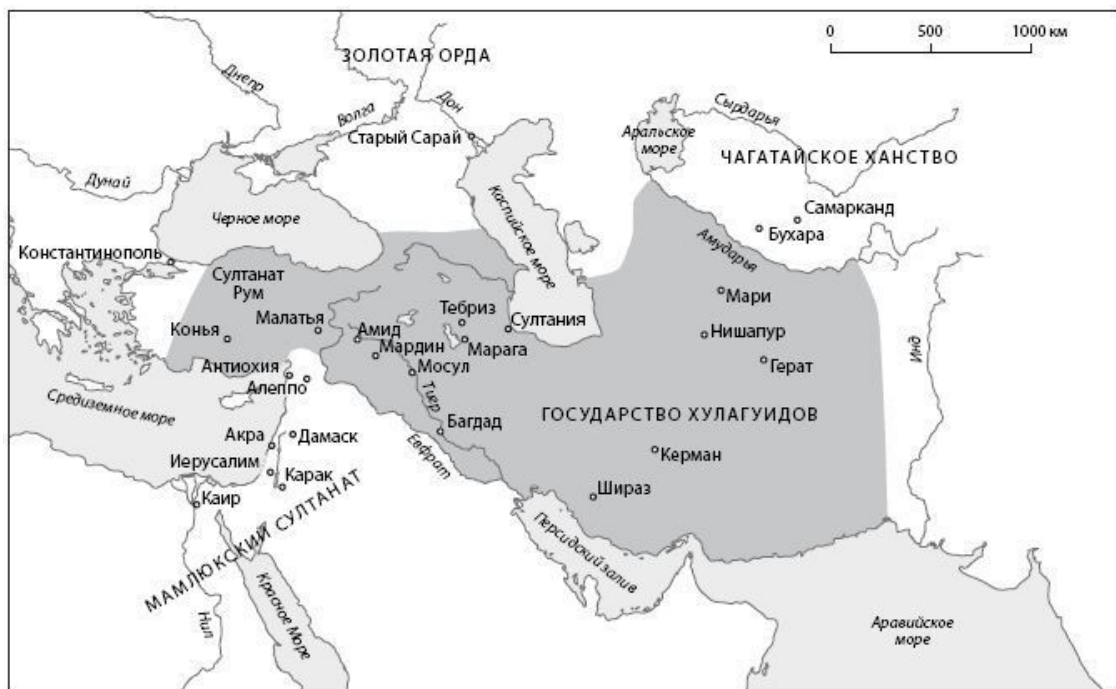 0 500 1000 км
ЗОЛОТАЯ ОРДА
Днепр
Волга
Дон
Старый Сарай
Сырдарья
Аральское
море
ЧАГАТАЙСКОЕ ХАНСТВО
Дунай
Черное море
Каспийское море
Самарканд
Бухара
Константинополь
Амударья
Султанат
Рум
Мари
Тебриз
Малатья
Султания
Конья
Амид
Нишапур
Инд
Мардин
Марага
Антиохия
Мосул
Герат
Алеппо
Тигр
Средиземное море
ГОСУДАРСТВО ХУЛАГУИДОВ
Багдад
Акра
Дамаск
Евфрат
Керман
Иерусалим
Карак
Каир
Шираз
МАМЛЮКСКИЙ СУЛТАНАТ
Персидский залив
Красное Море
Нил
Аравийское
море